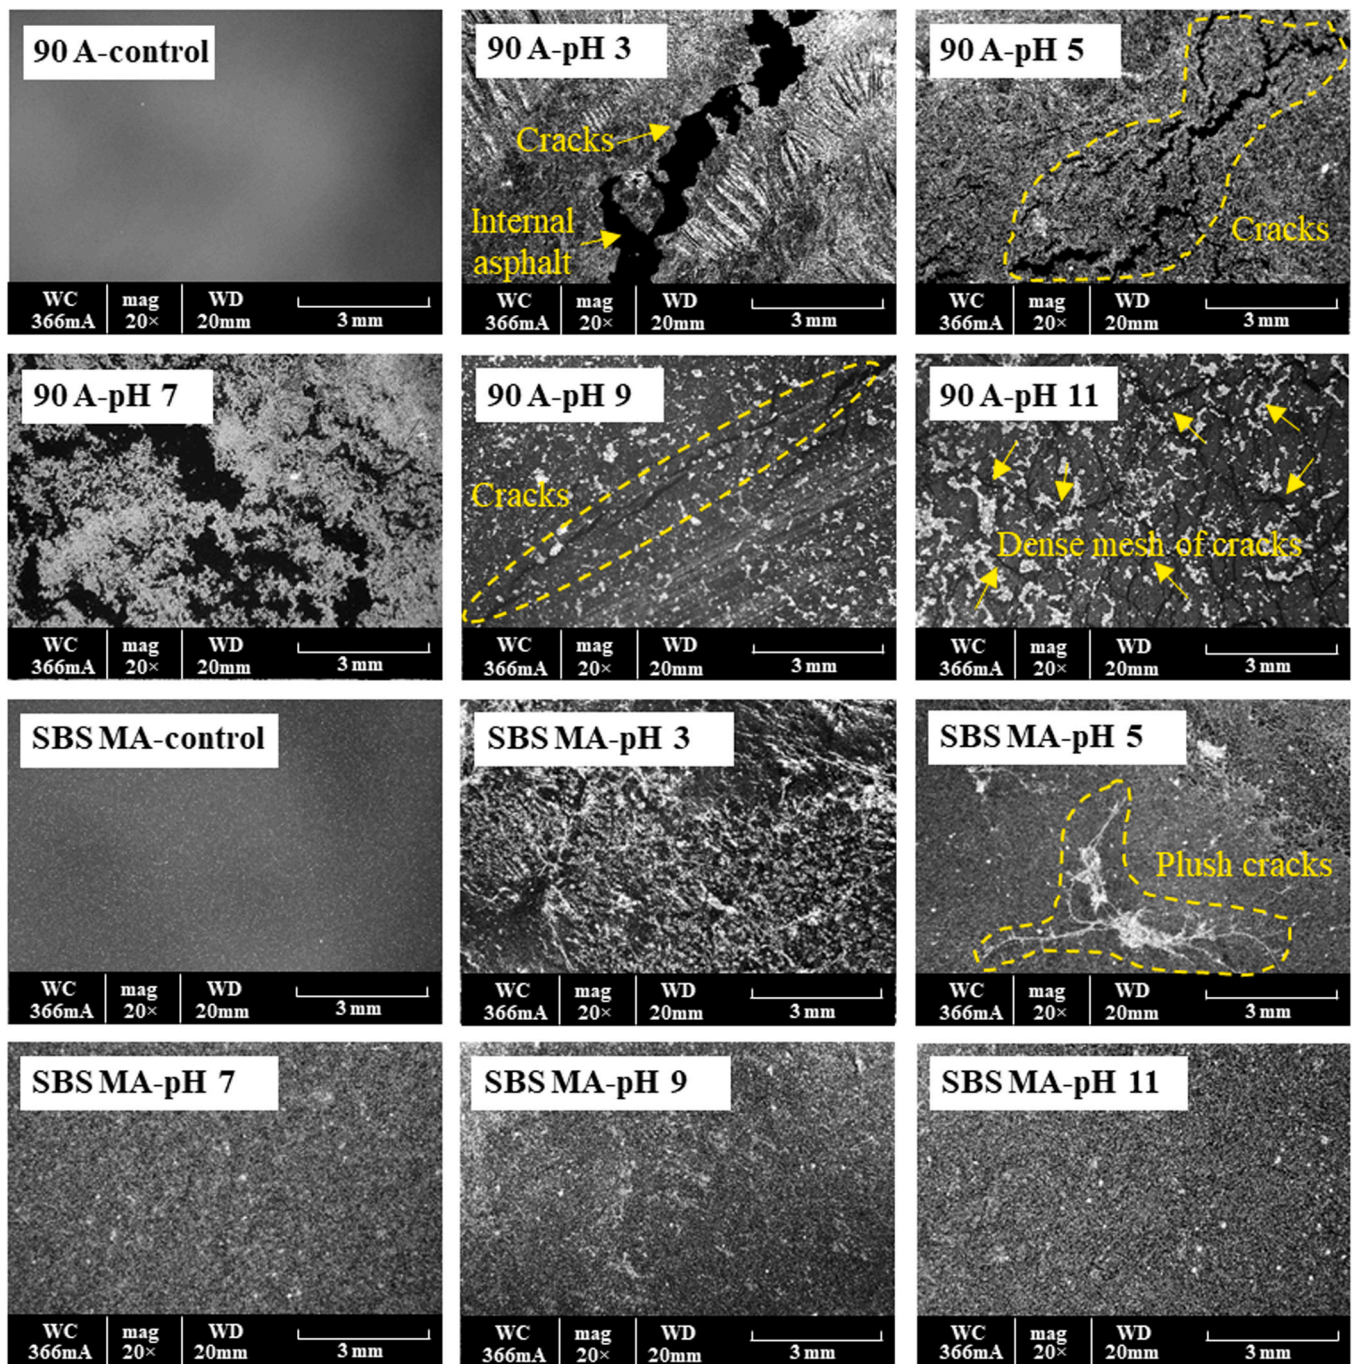 90 A-control
WC mag WD
366mA 20× 20mm 3 mm
90 A-pH 3
Cracks
Internal
asphalt
WC mag WD
366mA 20× 20mm 3 mm
90 A-pH 5
Cracks
WC mag WD
366mA 20× 20mm 3 mm
90 A-pH 7
WC mag WD
366mA 20× 20mm 3 mm
90 A-pH 9
Cracks
WC mag WD
366mA 20× 20mm 3 mm
90 A-pH 11
Dense mesh of cracks
WC mag WD
366mA 20× 20mm 3 mm
SBS MA-control
WC mag WD
366mA 20× 20mm 3 mm
SBS MA-pH 3
WC mag WD
366mA 20× 20mm 3 mm
SBS MA-pH 5
Plush cracks
WC mag WD
366mA 20× 20mm 3 mm
SBS MA-pH 7
WC mag WD
366mA 20× 20mm 3 mm
SBS MA-pH 9
WC mag WD
366mA 20× 20mm 3 mm
SBS MA-pH 11
WC mag WD
366mA 20× 20mm 3 mm